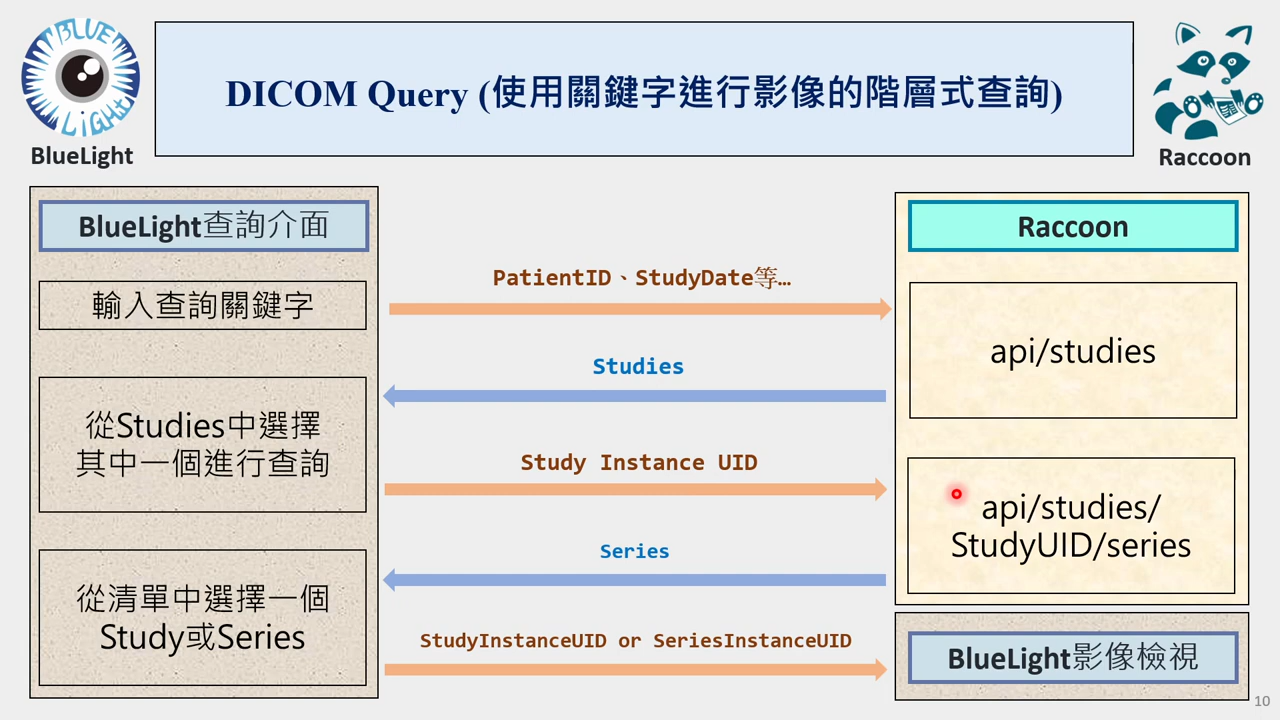 BLUE
LIGHT
BlueLight
DICOM Query (使用關鍵字進行影像的階層式查詢)
Raccoon
BlueLight查詢介面
輸入查詢關鍵字
從Studies中選擇
其中一個進行查詢
從清單中選擇一個
Study或Series
PatientID、StudyDate等…
Studies
Study Instance UID
Series
StudyInstanceUID or SeriesInstanceUID
Raccoon
api/studies
api/studies/
StudyUID/series
BlueLight影像檢視
10